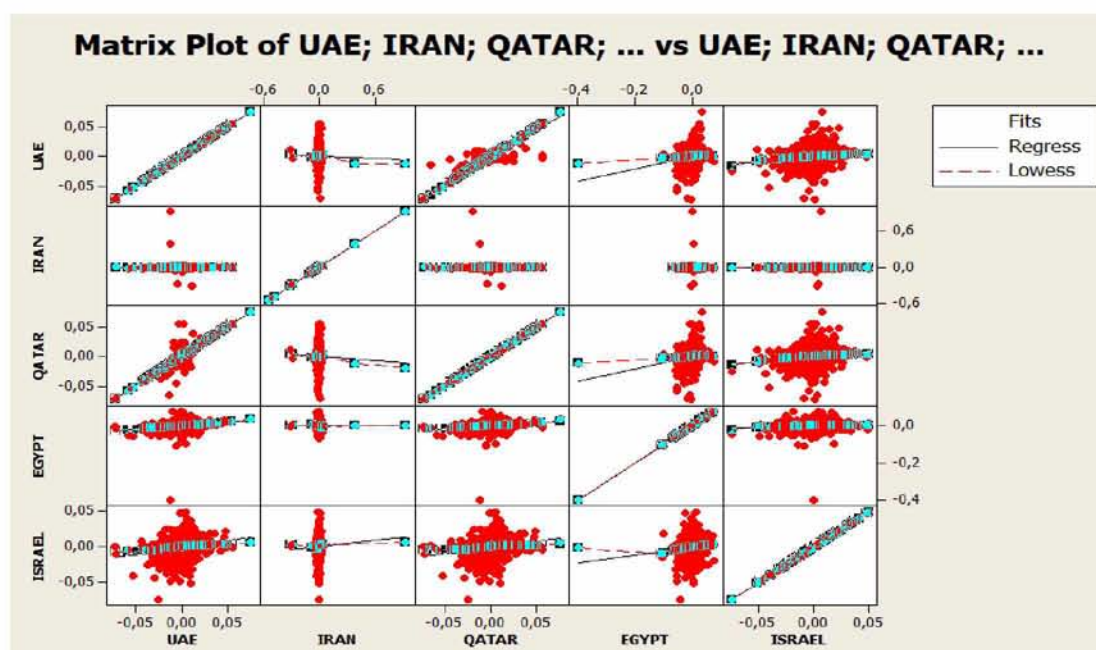 Matrix Plot of UAE; IRAN; QATAR; ... vs UAE; IRAN; QATAR; ...
-0,6 0,0 0,6 -0,4 -0,2 0,0
Fits
Regress
Lowess
UAE
0,05
0,00
-0,05
IRAN
0,6
0,0
-0,6
QATAR
0,05
0,00
-0,05
EGYPT
0,0
-0,2
-0,4
ISRAEL
0,05
0,00
-0,05
-0,05 0,00 0,05 -0,05 0,00 0,05 -0,05 0,00 0,05
UAE IRAN QATAR EGYPT ISRAEL